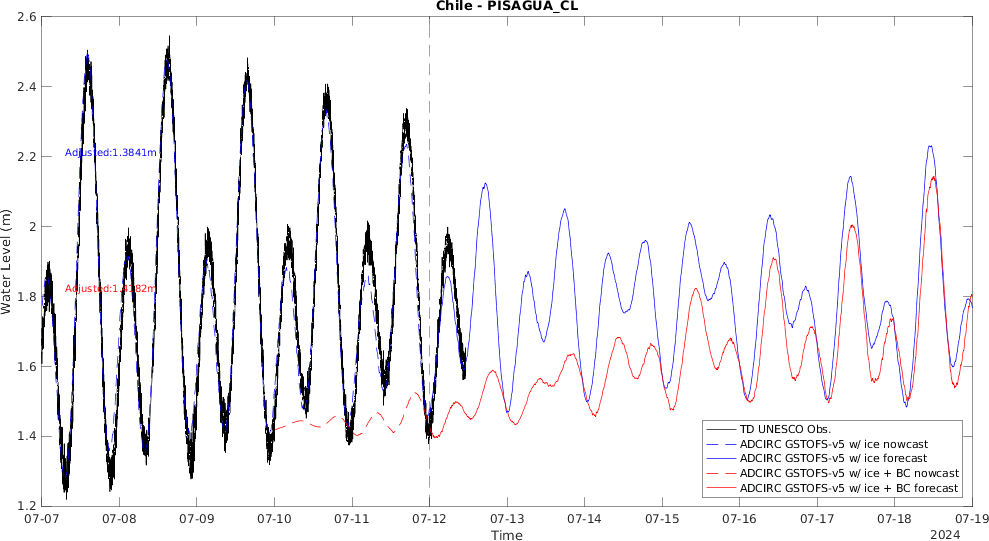 Chile - PISAGUA_CL
2.6
2.4
2.2
2
1.8
1.6
1.4
1.2
Water Level (m)
Adjusted:1.3841m
Adjusted:1.4182m
TD UNESCO Obs.
ADCIRC GSTOFS-v5 w/ ice nowcast
ADCIRC GSTOFS-v5 w/ ice forecast
ADCIRC GSTOFS-v5 w/ ice + BC nowcast
ADCIRC GSTOFS-v5 w/ ice + BC forecast
07-07 07-08 07-09 07-10 07-11 07-12 07-13 07-14 07-15 07-16 07-17 07-18 07-19
Time
2024